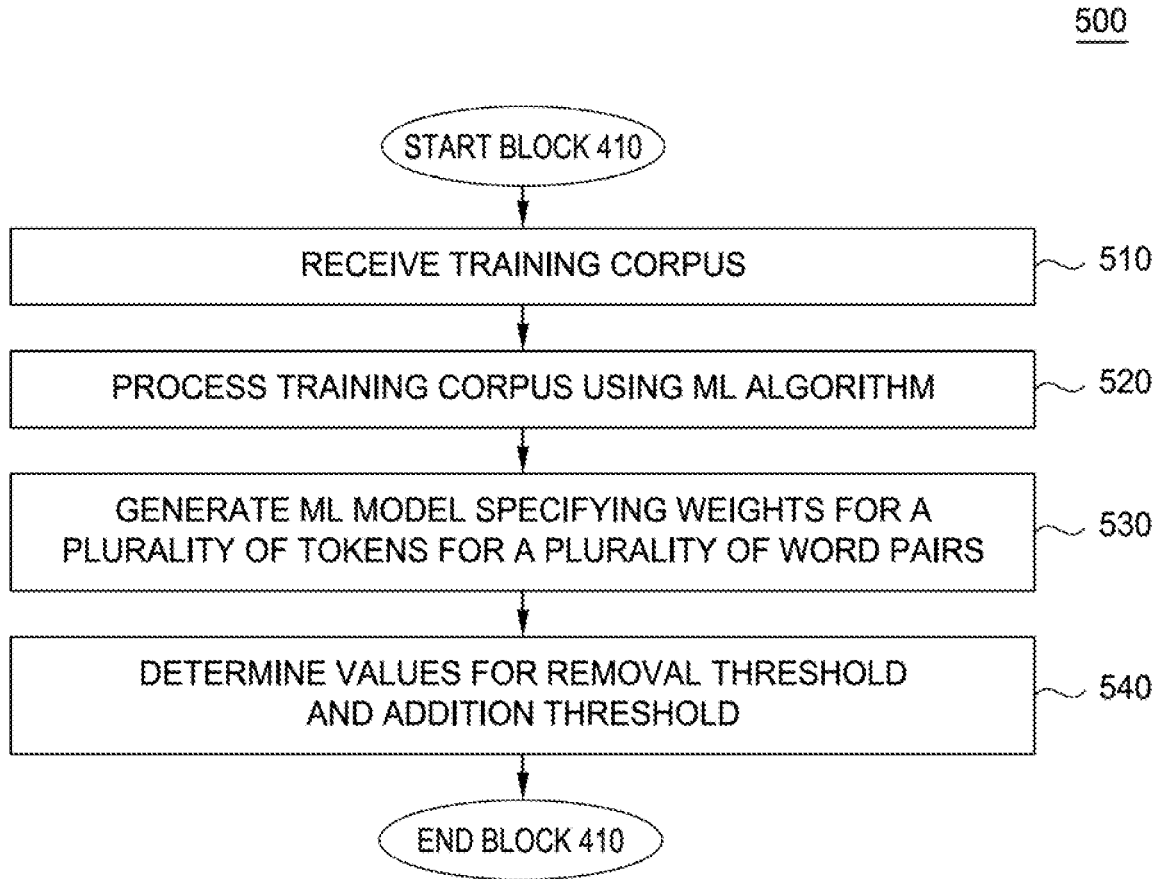 500
START BLOCK 410
RECEIVE TRAINING CORPUS
510
PROCESS TRAINING CORPUS USING ML ALGORITHM
520
GENERATE ML MODEL SPECIFYING WEIGHTS FOR A
PLURALITY OF TOKENS FOR A PLURALITY OF WORD PAIRS
530
DETERMINE VALUES FOR REMOVAL THRESHOLD
AND ADDITION THRESHOLD
540
END BLOCK 410